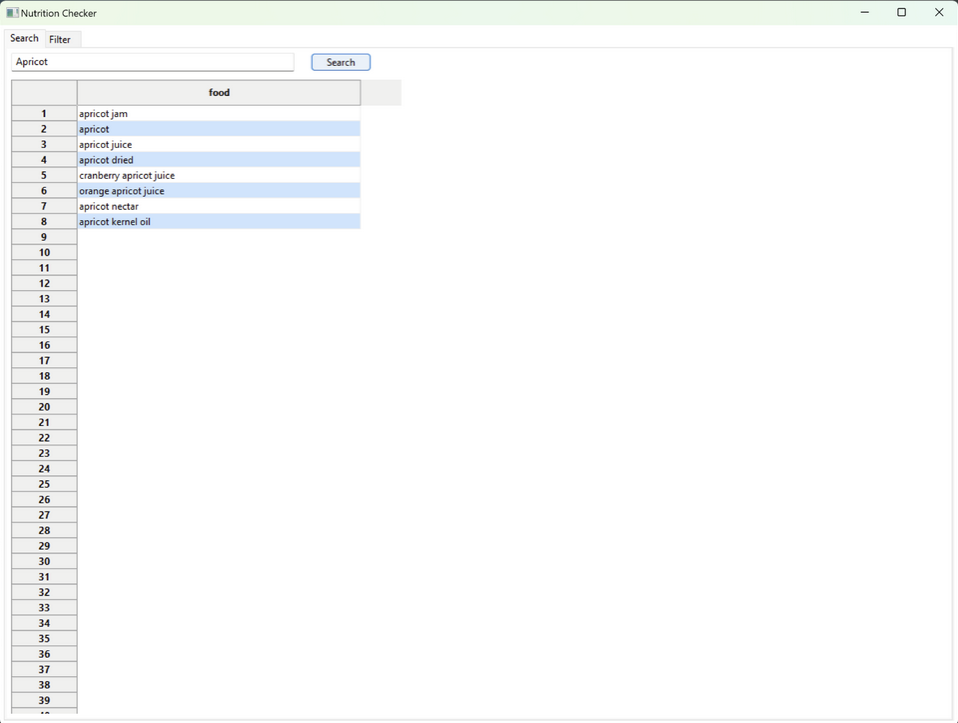 Nutrition Checker
Search Filter
Apricot Search
food
1 apricot jam
2 apricot
3 apricot juice
4 apricot dried
5 cranberry apricot juice
6 orange apricot juice
7 apricot nectar
8 apricot kernel oil
9
10
11
12
13
14
15
16
17
18
19
20
21
22
23
24
25
26
27
28
29
30
31
32
33
34
35
36
37
38
39